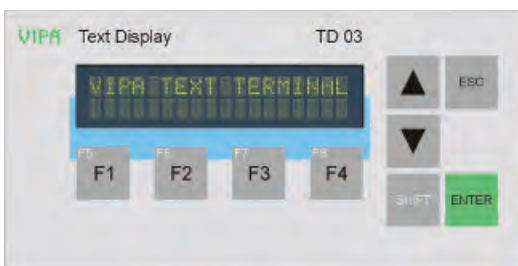 VIPA Text Display TD 03
VIPA TEXT TERMINAL
ESC
F5 F6 F7 F8
F1 F2 F3 F4
SHIFT ENTER